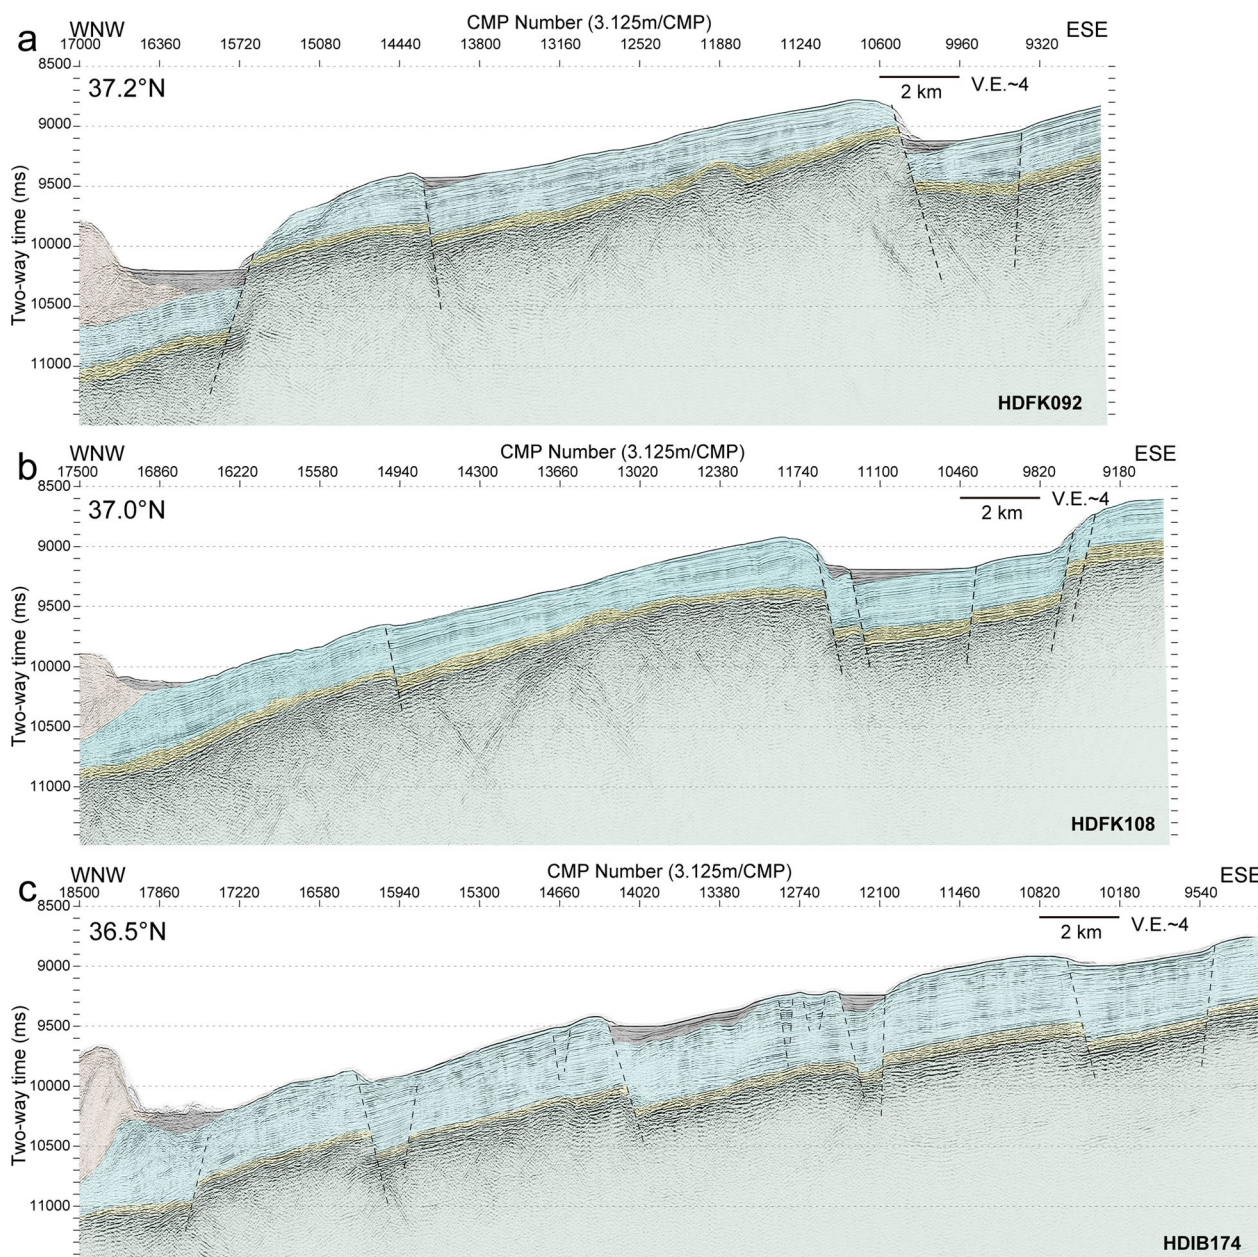 a
WNW
CMP Number (3.125m/CMP)
ESE
17000 16360 15720 15080 14440 13800 13160 12520 11880 11240 10600 9960 9320
8500
37.2°N
2 km
V.E.~4
9000
9500
10000
10500
11000
Two-way time (ms)
HDFK092
b
WNW
CMP Number (3.125m/CMP)
ESE
17500 16860 16220 15580 14940 14300 13660 13020 12380 11740 11100 10460 9820 9180
8500
37.0°N
2 km
V.E.~4
9000
9500
10000
10500
11000
Two-way time (ms)
HDFK108
c
WNW
CMP Number (3.125m/CMP)
ESE
18500 17860 17220 16580 15940 15300 14660 14020 13380 12740 12100 11460 10820 10180 9540
8500
36.5°N
2 km
V.E.~4
9000
9500
10000
10500
11000
Two-way time (ms)
HDIB174